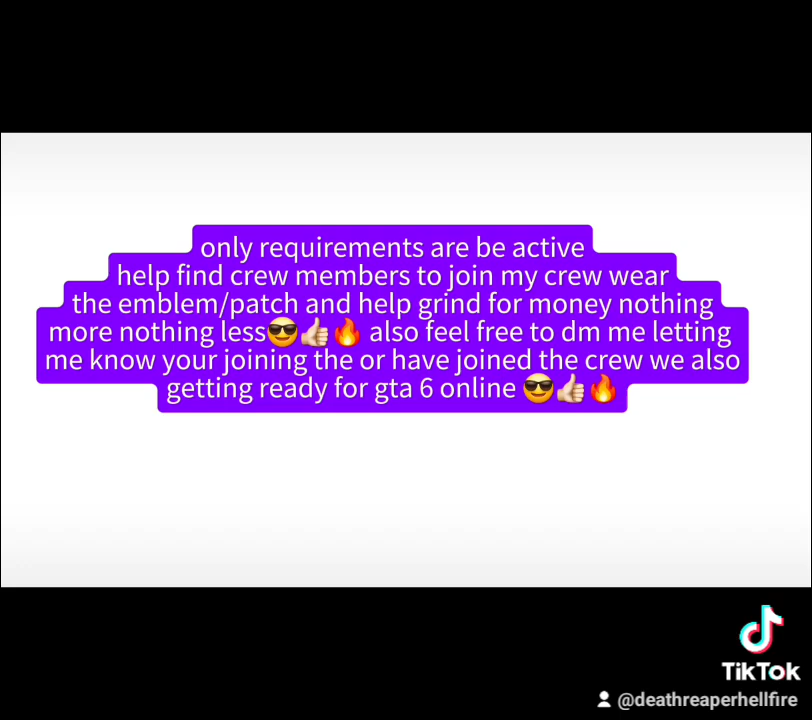 only requirements are be active
help find crew members to join my crew wear
the emblem/patch and help grind for money nothing
more nothing less😎👍🏻🔥 also feel free to dm me letting
me know your joining the or have joined the crew we also
getting ready for gta 6 online 😎👍🏻🔥
TikTok
@deathreaperhellfire